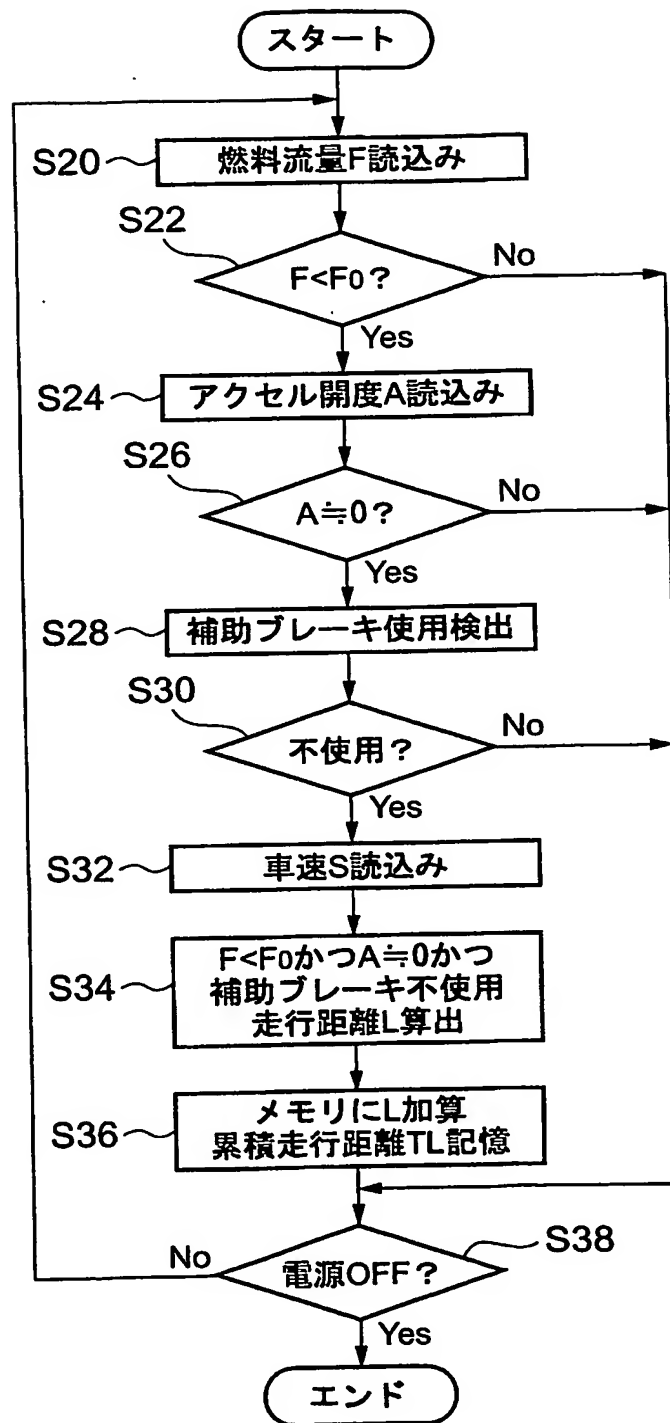 スタート
S20
燃料流量F読込み
S22
F<F0?
No
Yes
S24
アクセル開度A読込み
S26
A≒0?
No
Yes
S28
補助ブレーキ使用検出
S30
不使用?
No
Yes
S32
車速S読込み
S34
F<F0かつA≒0かつ
補助ブレーキ不使用
走行距離L算出
S36
メモリにL加算
累積走行距離TL記憶
S38
電源OFF?
No
Yes
エンド